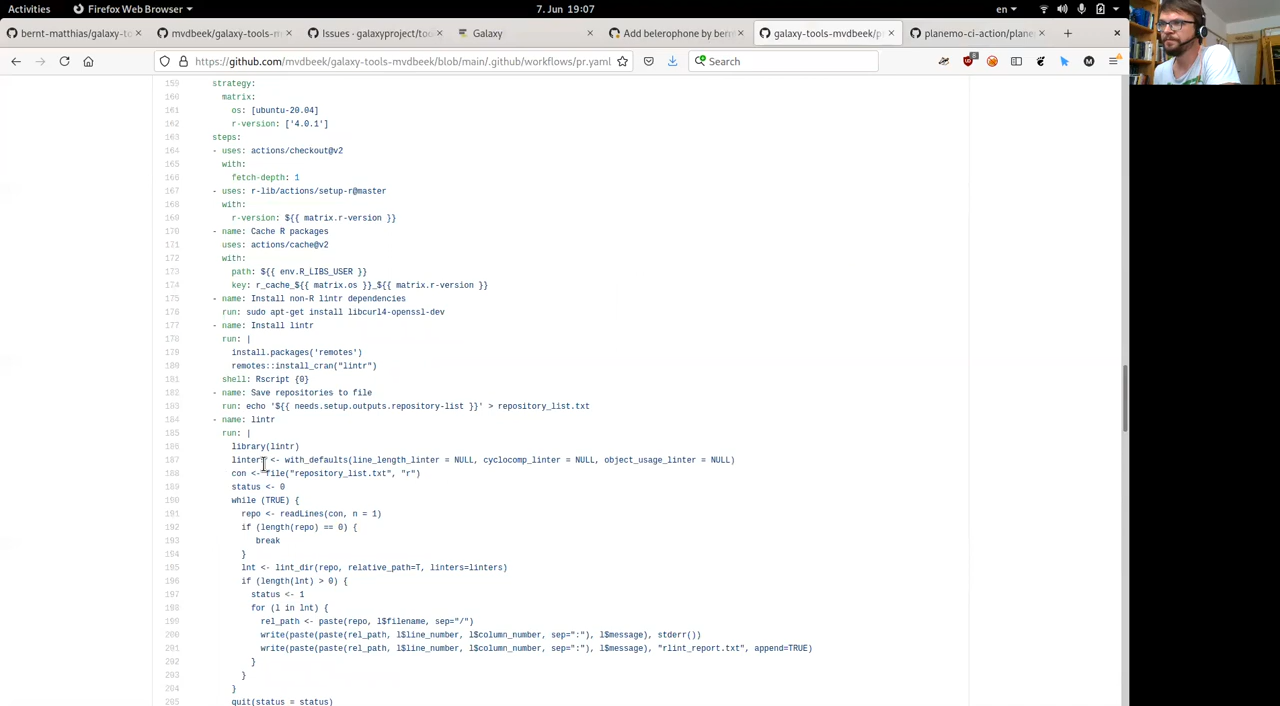 Activities
Firefox Web Browser
7. Jun 19:07
en
bernt-matthias/galaxy-to
mvdbeek/galaxy-tools-m
Issues · galaxyproject/too
Galaxy
Add belerophone by bern
galaxy-tools-mvdbeek/p
planemo-ci-action/plane
https://github.com/mvdbeek/galaxy-tools-mvdbeek/blob/main/.github/workflows/pr.yaml
Search
159 strategy:
160 matrix:
161 os: [ubuntu-20.04]
162 r-version: ['4.0.1']
163 steps:
164 - uses: actions/checkout@v2
165 with:
166 fetch-depth: 1
167 - uses: r-lib/actions/setup-r@master
168 with:
169 r-version: ${{ matrix.r-version }}
170 - name: Cache R packages
171 uses: actions/cache@v2
172 with:
173 path: ${{ env.R_LIBS_USER }}
174 key: r_cache_${{ matrix.os }}_${{ matrix.r-version }}
175 - name: Install non-R lintr dependencies
176 run: sudo apt-get install libcurl4-openssl-dev
177 - name: Install lintr
178 run: |
179 install.packages('remotes')
180 remotes::install_cran("lintr")
181 shell: Rscript {0}
182 - name: Save repositories to file
183 run: echo '${{ needs.setup.outputs.repository-list }}' > repository_list.txt
184 - name: lintr
185 run: |
186 library(lintr)
187 linters <- with_defaults(line_length_linter = NULL, cyclocomp_linter = NULL, object_usage_linter = NULL)
188 con <- file("repository_list.txt", "r")
189 status <- 0
190 while (TRUE) {
191 repo <- readLines(con, n = 1)
192 if (length(repo) == 0) {
193 break
194 }
195 lnt <- lint_dir(repo, relative_path=T, linters=linters)
196 if (length(lnt) > 0) {
197 status <- 1
198 for (l in lnt) {
199 rel_path <- paste(repo, l$filename, sep="/")
200 write(paste(paste(rel_path, l$line_number, l$column_number, sep=":"), l$message), stderr())
201 write(paste(paste(rel_path, l$line_number, l$column_number, sep=":"), l$message), "rlint_report.txt", append=TRUE)
202 }
203 }
204 }
205 quit(status = status)